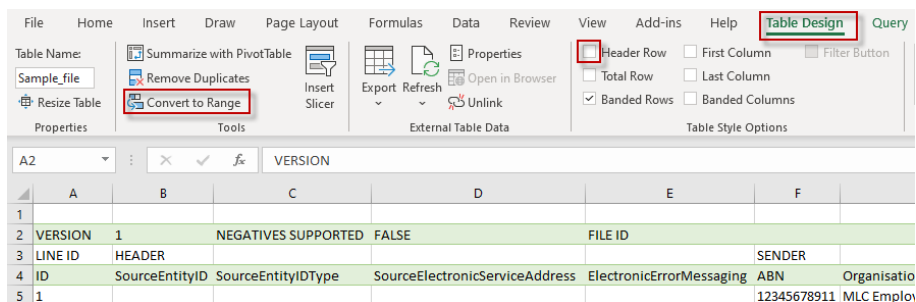 File Home Insert Draw Page Layout Formulas Data Review View Add-ins Help Table Design Query
Table Name:
Sample_file
Resize Table
Properties
Summarize with PivotTable
Remove Duplicates
Convert to Range
Insert
Slicer
Tools
Export Refresh
Properties
Open in Browser
Unlink
External Table Data
Header Row First Column Filter Button
Total Row Last Column
Banded Rows Banded Columns
Table Style Options
A2 fx VERSION
A B C D E F
1
2 VERSION 1 NEGATIVES SUPPORTED FALSE FILE ID
3 LINE ID HEADER SENDER
4 ID SourceEntityID SourceEntityIDType SourceElectronicServiceAddress ElectronicErrorMessaging ABN Organisatio
5 1 12345678911 MLC Employ